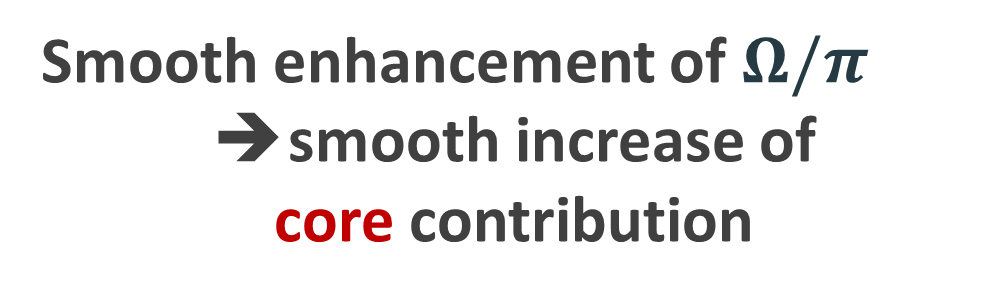 Smooth enhancement of Ω/π
➔ smooth increase of
core contribution